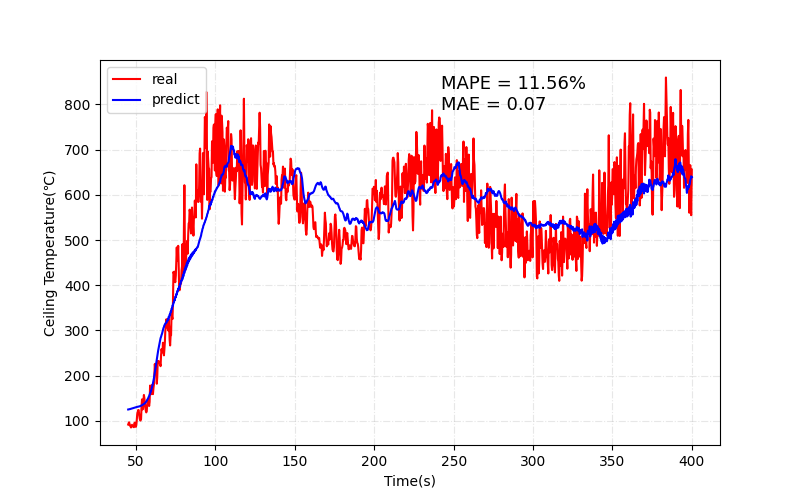 real
predict
MAPE = 11.56%
MAE = 0.07
800
700
600
500
400
300
200
100
Ceiling Temperature(℃)
50 100 150 200 250 300 350 400
Time(s)